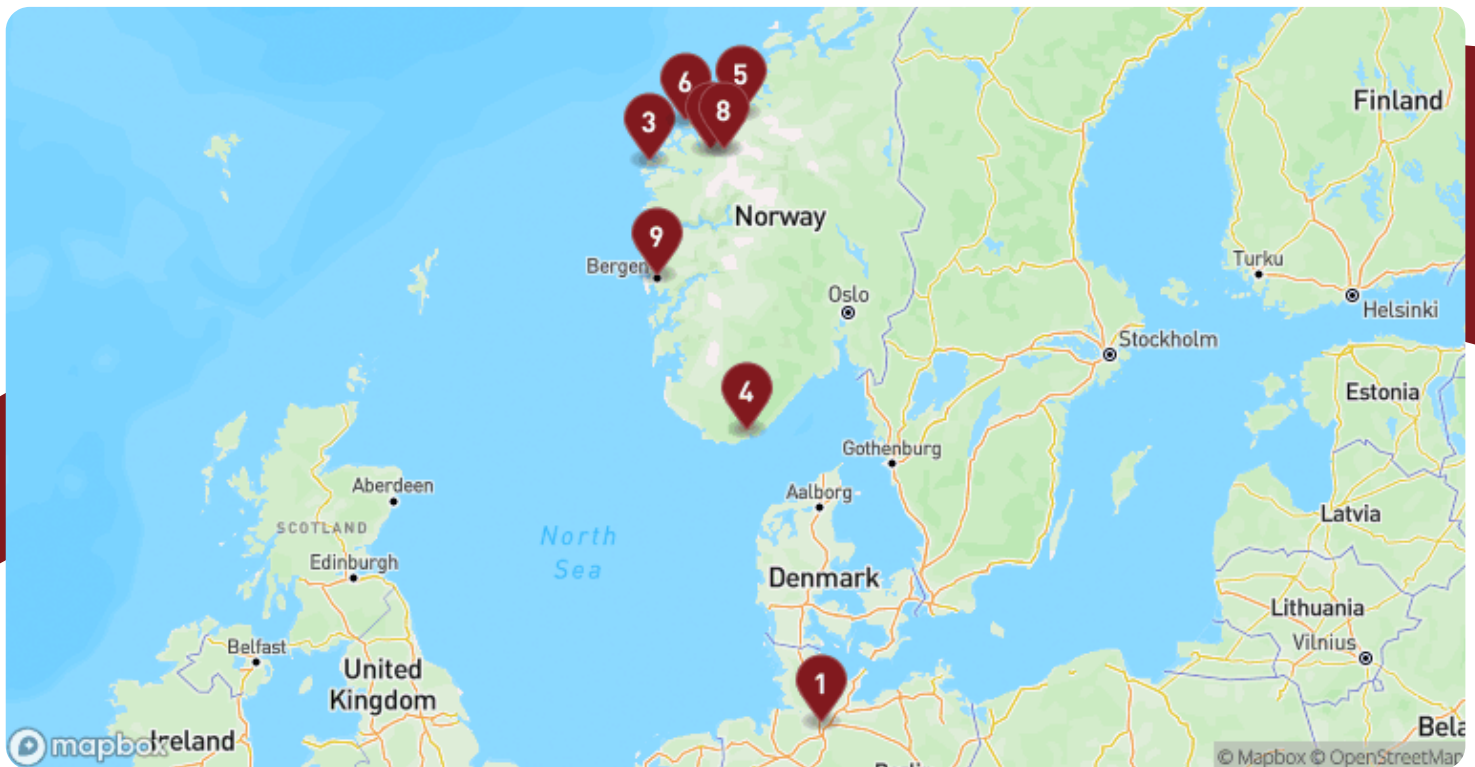 5
6
8
3
Finland
Norway
9
Bergen
Turku
Oslo
Helsinki
Stockholm
4
Estonia
Gothenburg
Aberdeen
Aalborg
SCOTLAND
Latvia
North
Sea
Edinburgh
Denmark
Lithuania
Vilnius
Belfast
United
Kingdom
1
Ireland
mapbox
Bela
© Mapbox © OpenStreetMap